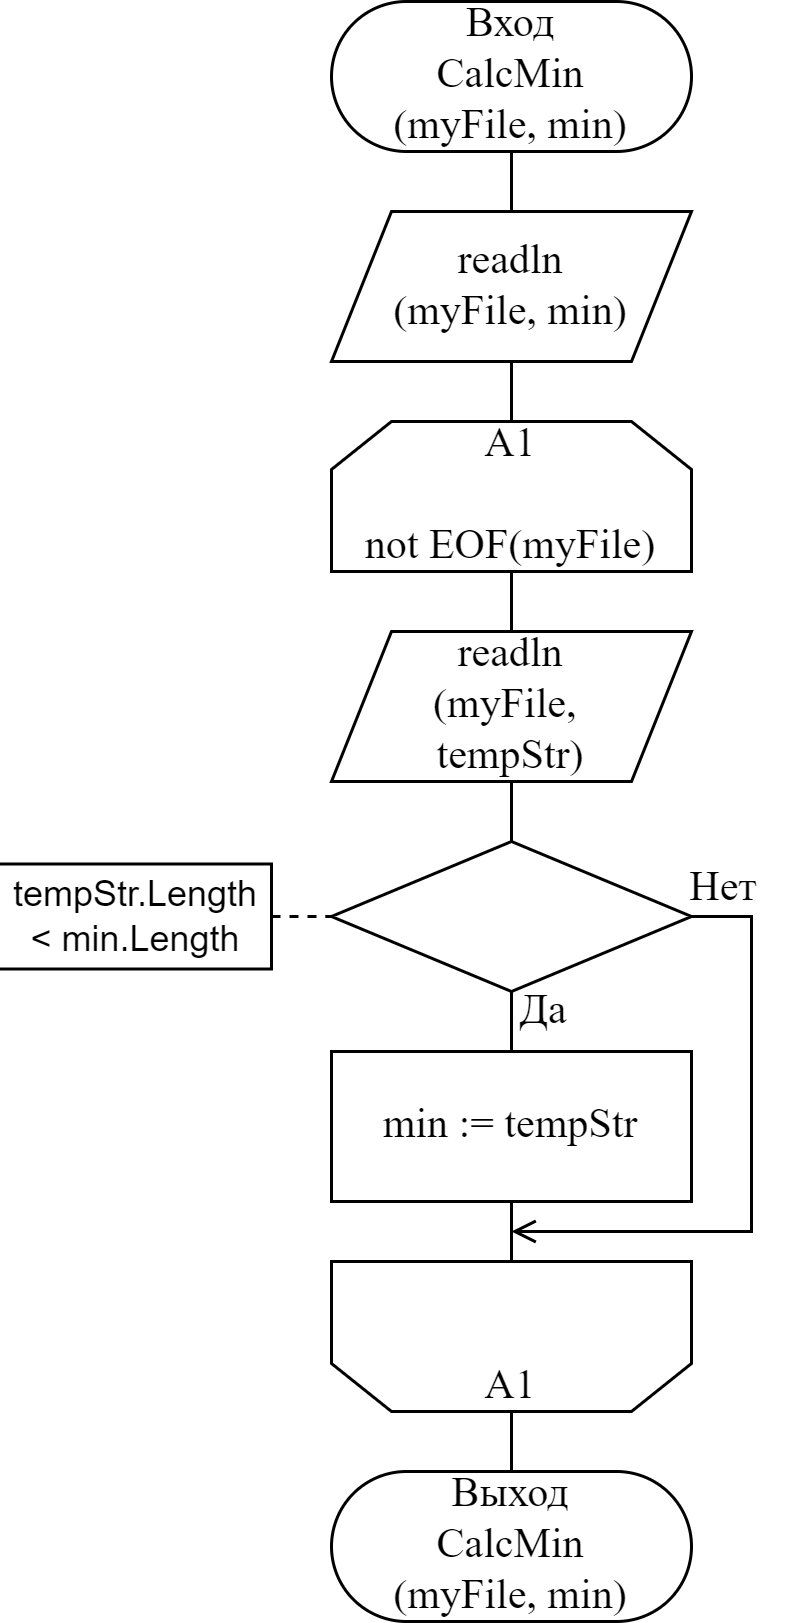 Вход
CalcMin
(myFile, min)
readln
(myFile, min)
A1
not EOF(myFile)
readln
(myFile,
tempStr)
tempStr.Length
< min.Length
Нет
Да
min := tempStr
A1
Выход
CalcMin
(myFile, min)